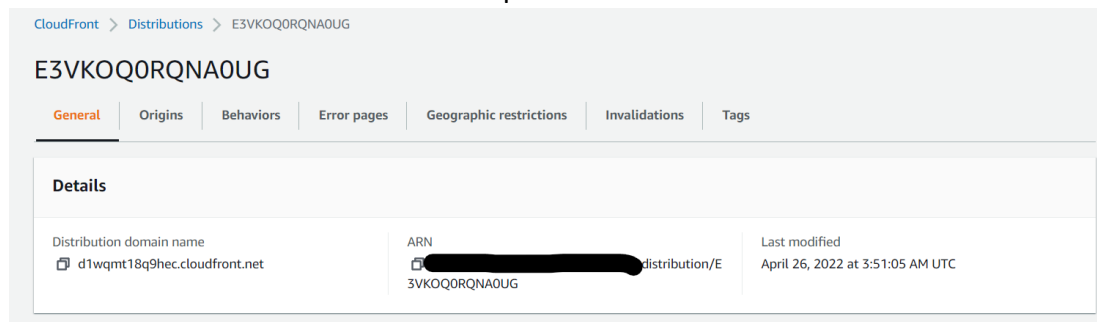 CloudFront > Distributions > E3VKOQ0RQNA0UG
E3VKOQ0RQNA0UG
General Origins Behaviors Error pages Geographic restrictions Invalidations Tags
Details
Distribution domain name ARN Last modified
d1wqmt18q9hec.cloudfront.net distribution/E April 26, 2022 at 3:51:05 AM UTC
3VKOQ0RQNA0UG